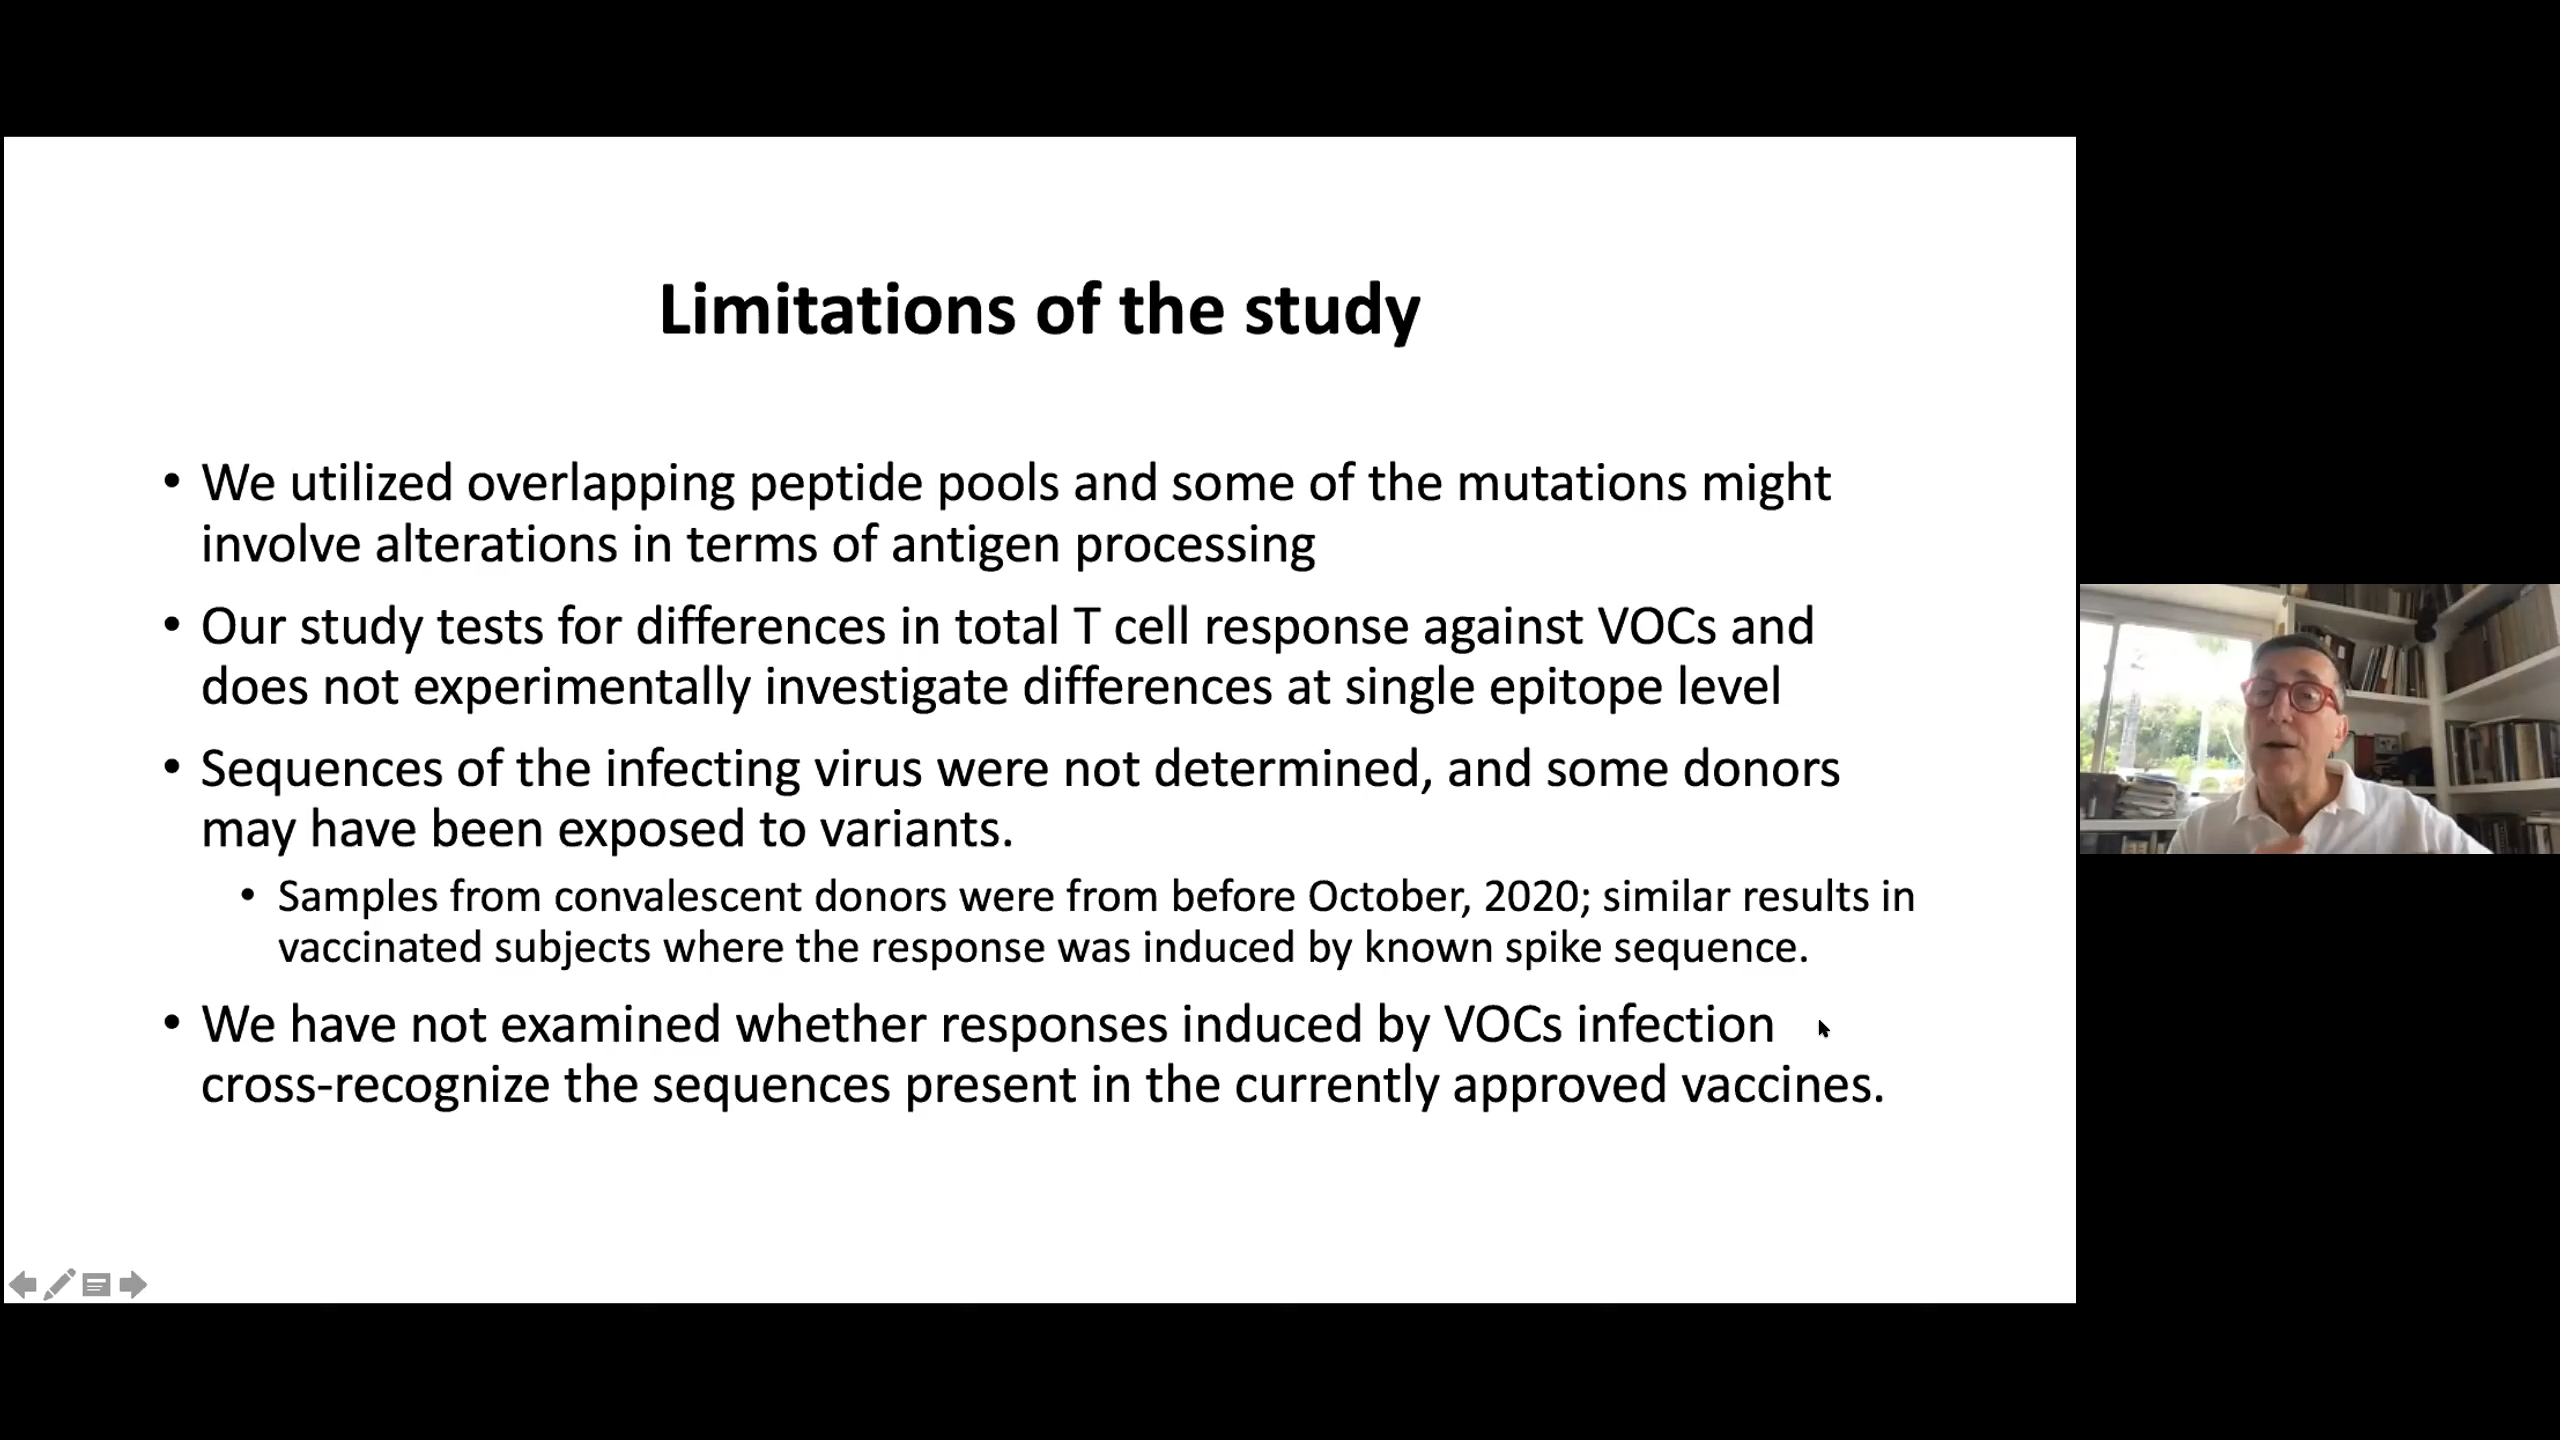 Limitations of the study
• We utilized overlapping peptide pools and some of the mutations might
involve alterations in terms of antigen processing
• Our study tests for differences in total T cell response against VOCs and
does not experimentally investigate differences at single epitope level
• Sequences of the infecting virus were not determined, and some donors
may have been exposed to variants.
• Samples from convalescent donors were from before October, 2020; similar results in
vaccinated subjects where the response was induced by known spike sequence.
• We have not examined whether responses induced by VOCs infection
cross-recognize the sequences present in the currently approved vaccines.